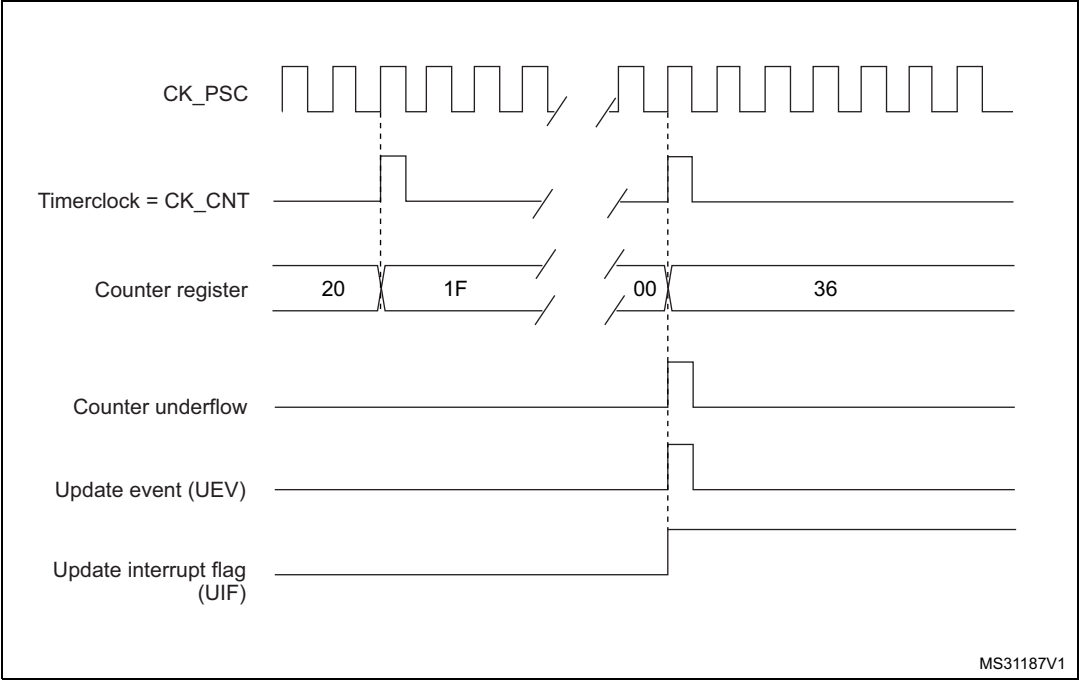 CK_PSC
Timerclock = CK_CNT
Counter register
20
1F
00
36
Counter underflow
Update event (UEV)
Update interrupt flag
(UIF)
MS31187V1